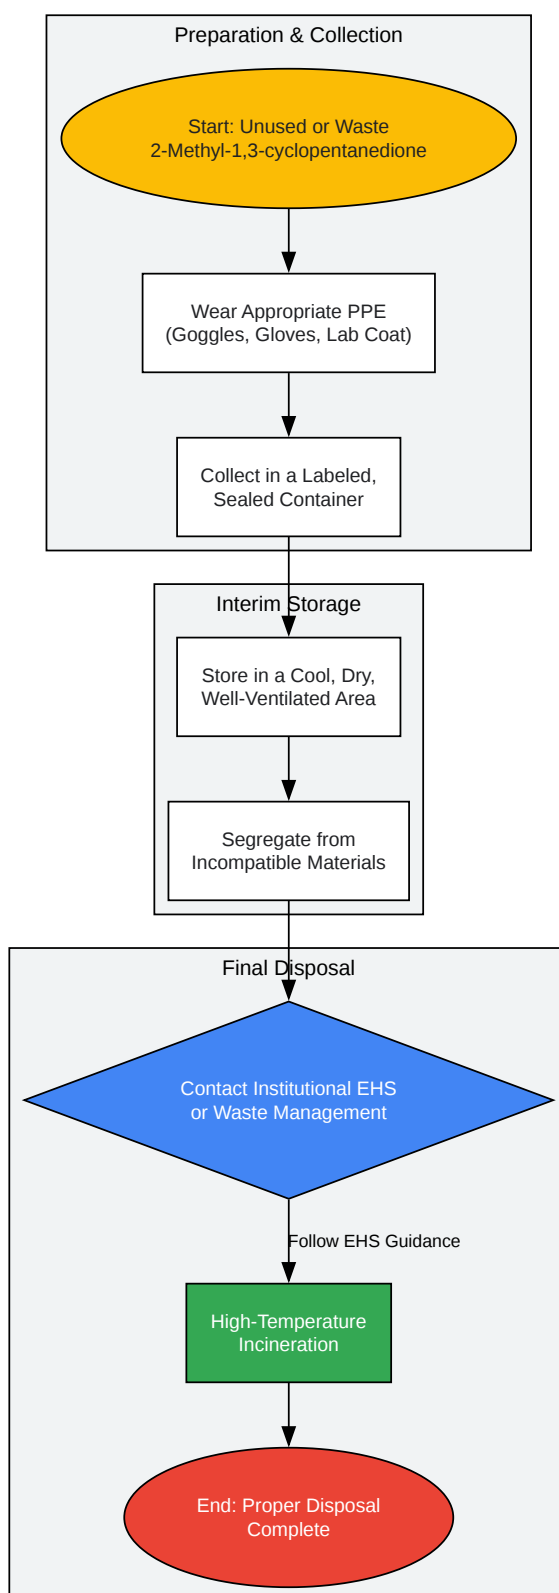 Preparation & Collection
Start: Unused or Waste
2-Methyl-1,3-cyclopentanedione
Wear Appropriate PPE
(Goggles, Gloves, Lab Coat)
Collect in a Labeled,
Sealed Container
Interim Storage
Store in a Cool, Dry,
Well-Ventilated Area
Segregate from
Incompatible Materials
Final Disposal
Contact Institutional EHS
or Waste Management
Follow EHS Guidance
High-Temperature
Incineration
End: Proper Disposal
Complete